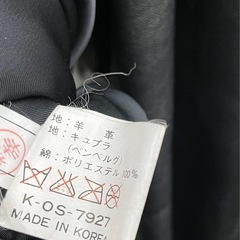 地: 羊 革
地: キュプラ
(ベンベルグ)
綿: ポリエステル 100%
K-OS-7927
MADE IN KOREA